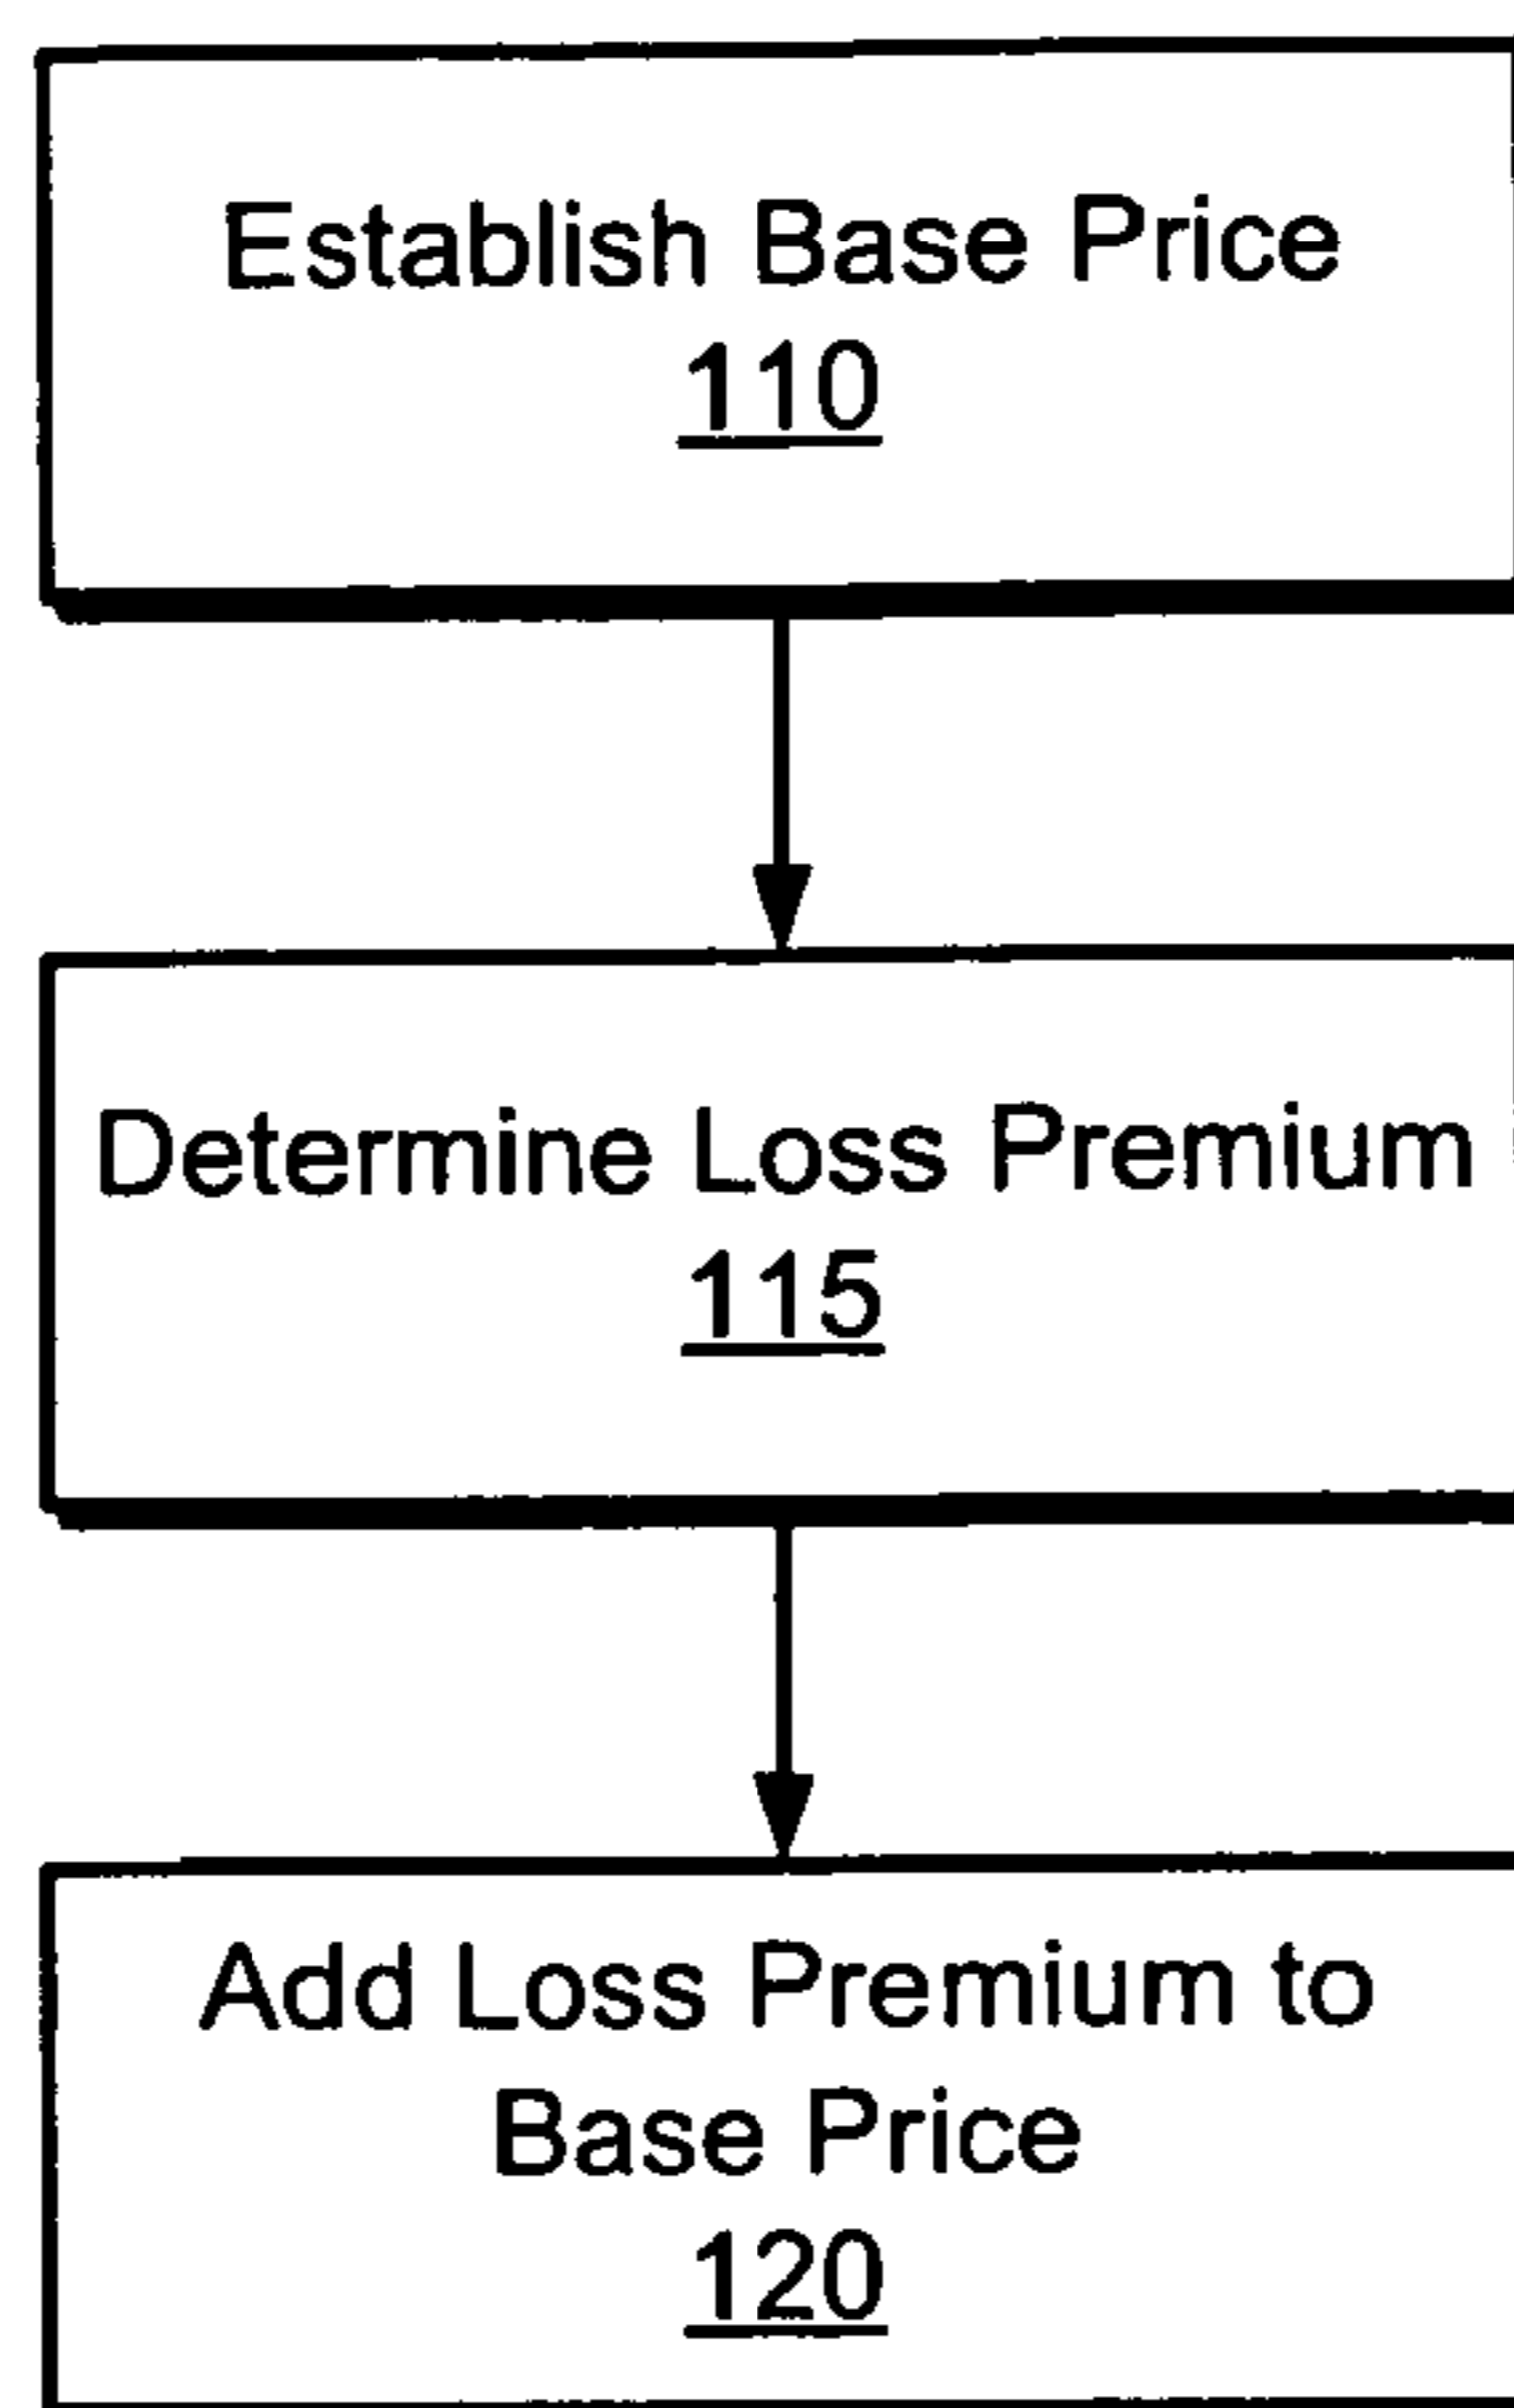 Establish Base Price
110
Determine Loss Premium
115
Add Loss Premium to
Base Price
120